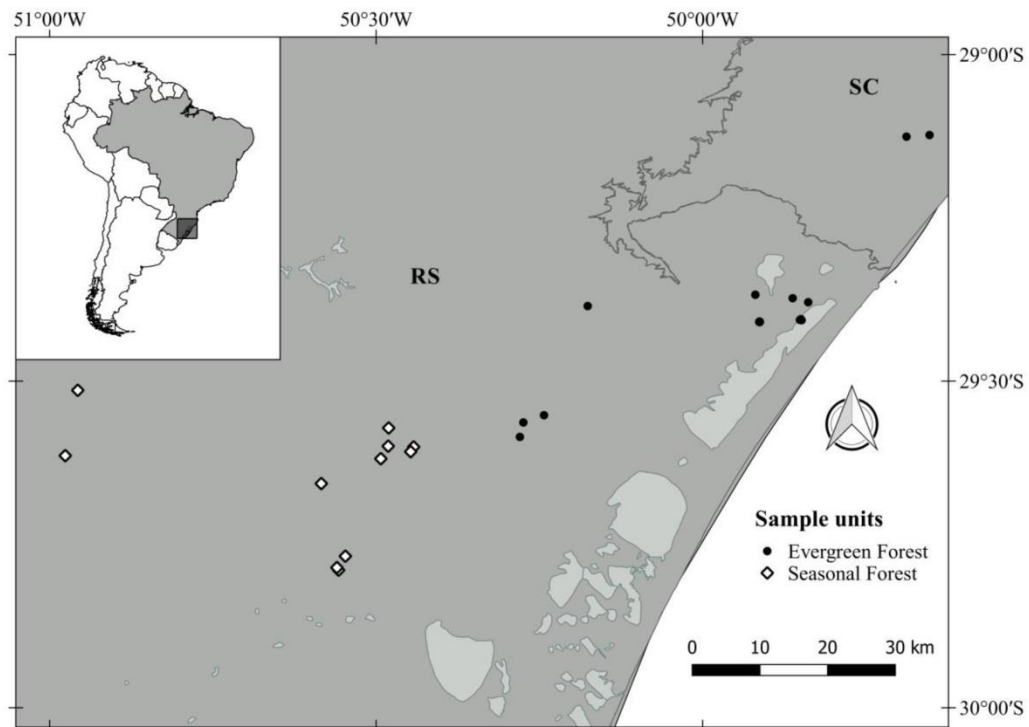 51°00'W 50°30'W 50°00'W
29°00'S
SC
RS
29°30'S
Sample units
Evergreen Forest
Seasonal Forest
0 10 20 30 km
30°00'S